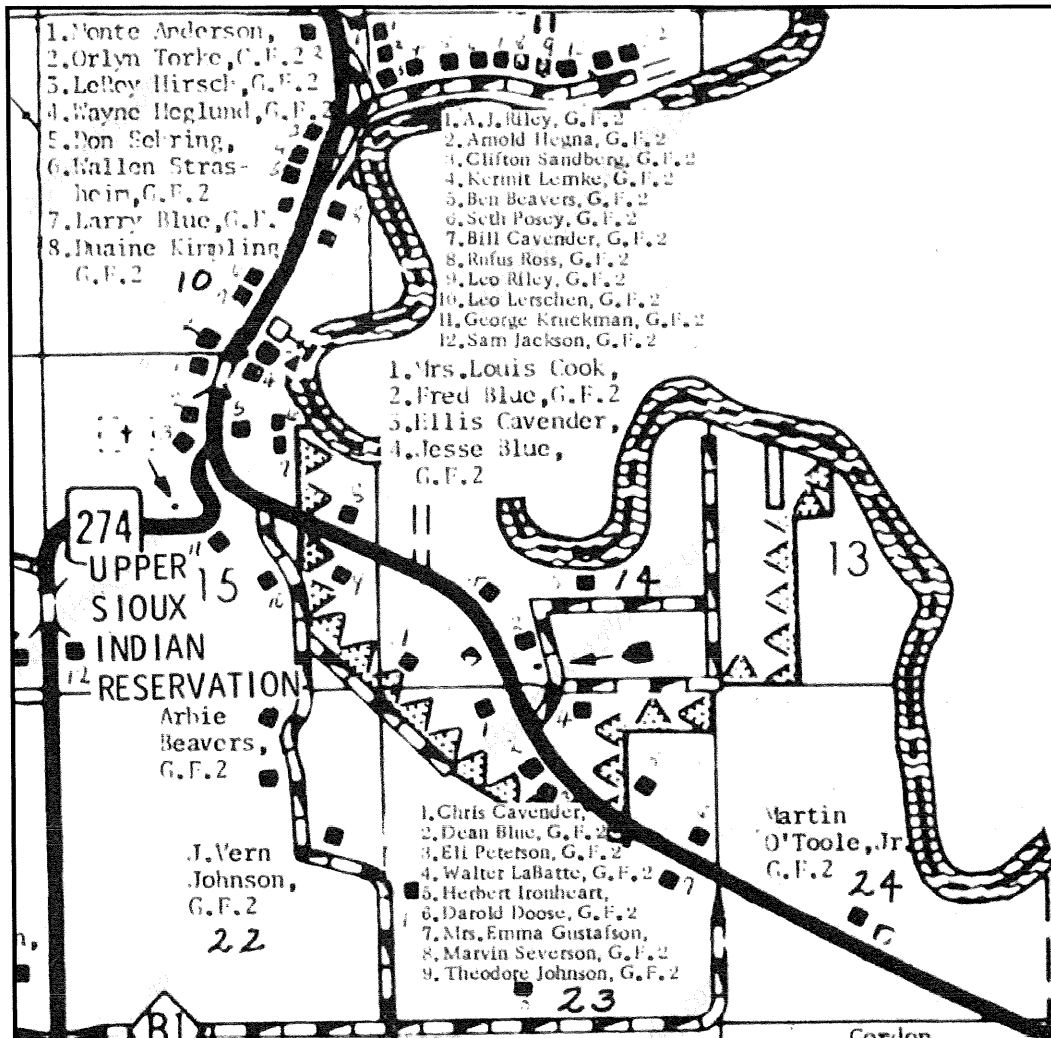 1.Monte Anderson,
2.Orlyn Torke,G.F.2
3.LeRoy Hirsch,G.F.2
4.Wayne Heglund,G.F.2
5.Don Sehring,
6.Wallen Stras-
heim,G.F.2
7.Larry Blue,G.F.
8.Duaine Kirpling
G.F.2
10
1.A.J.Riley, G.F.2
2.Arnold Hegna, G.F.2
3.Clifton Sandberg, G.F.2
4.Kermit Lemke, G.F.2
5.Ben Beavers, G.F.2
6.Seth Posey, G.F.2
7.Bill Cavender, G.F.2
8.Rufus Ross, G.F.2
9.Leo Riley, G.F.2
10.Leo Lerschen, G.F.2
11.George Kruckman, G.F.2
12.Sam Jackson, G.F.2
1.Mrs.Louis Cook,
2.Fred Blue,G.F.2
3.Ellis Cavender,
4.Jesse Blue,
G.F.2
11
274
UPPER
SIOUX
INDIAN
RESERVATION
15
14
13
12
Arbie
Beavers,
G.F.2
J.Vern
Johnson,
G.F.2
22
1.Chris Cavender,
2.Dean Blue, G.F.2
3.Eli Peterson, G.F.2
4.Walter LaBatte, G.F.2
5.Herbert Ironheart,
6.Darold Doose, G.F.2
7.Mrs.Emma Gustafson,
8.Marvin Severson, G.F.2
9.Theodore Johnson, G.F.2
23
Martin
O'Toole,Jr.
G.F.2
24
B1
Gordon